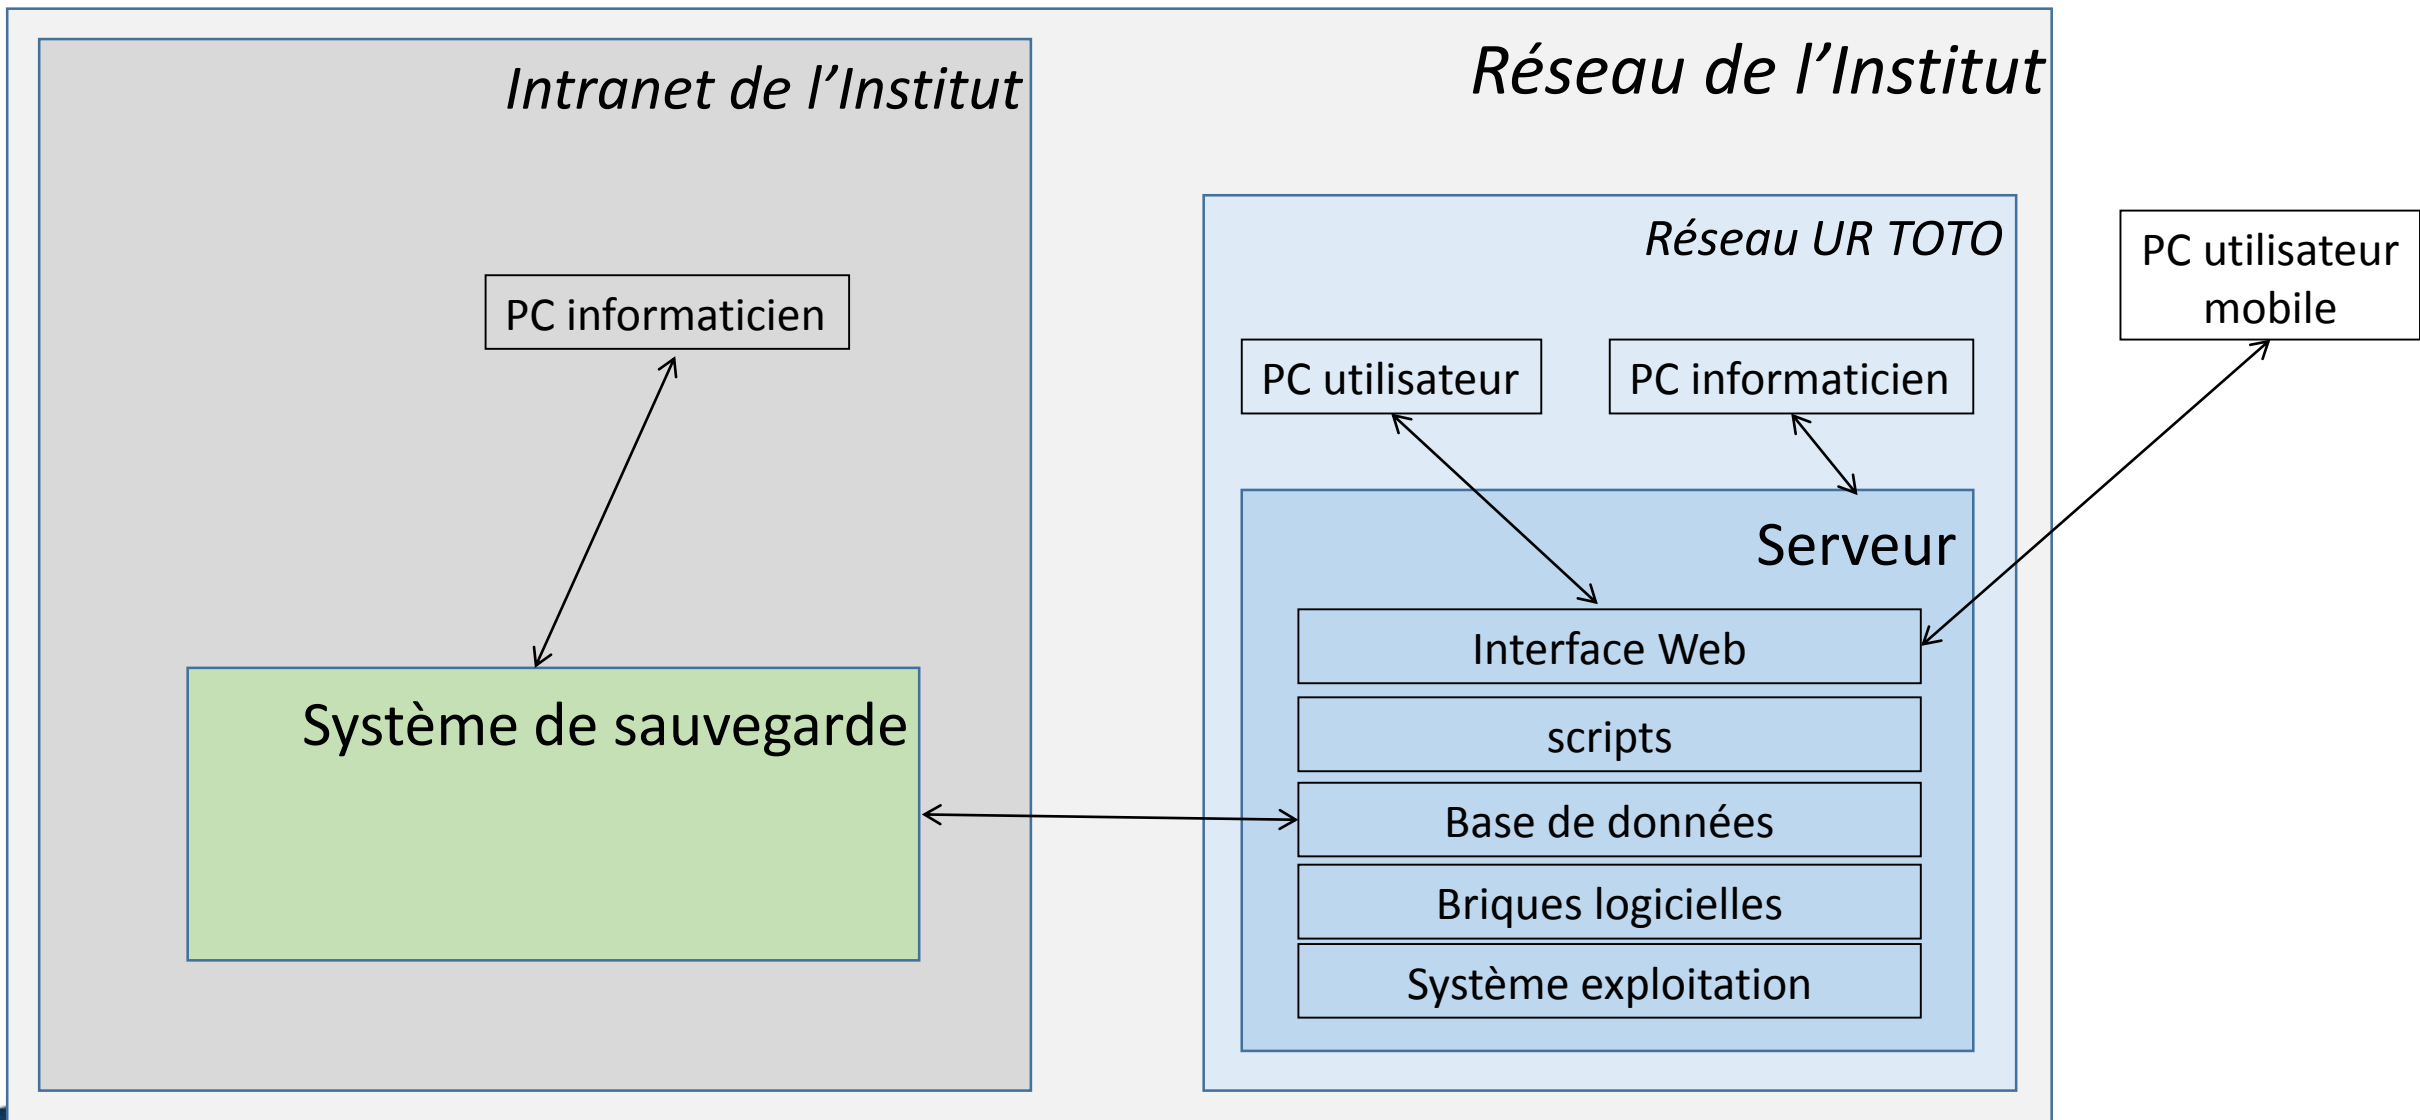 Intranet de l’Institut
Réseau de l’Institut
Réseau UR TOTO
PC utilisateur
mobile
PC informaticien
PC utilisateur
PC informaticien
Serveur
Interface Web
Système de sauvegarde
scripts
Base de données
Briques logicielles
Système exploitation